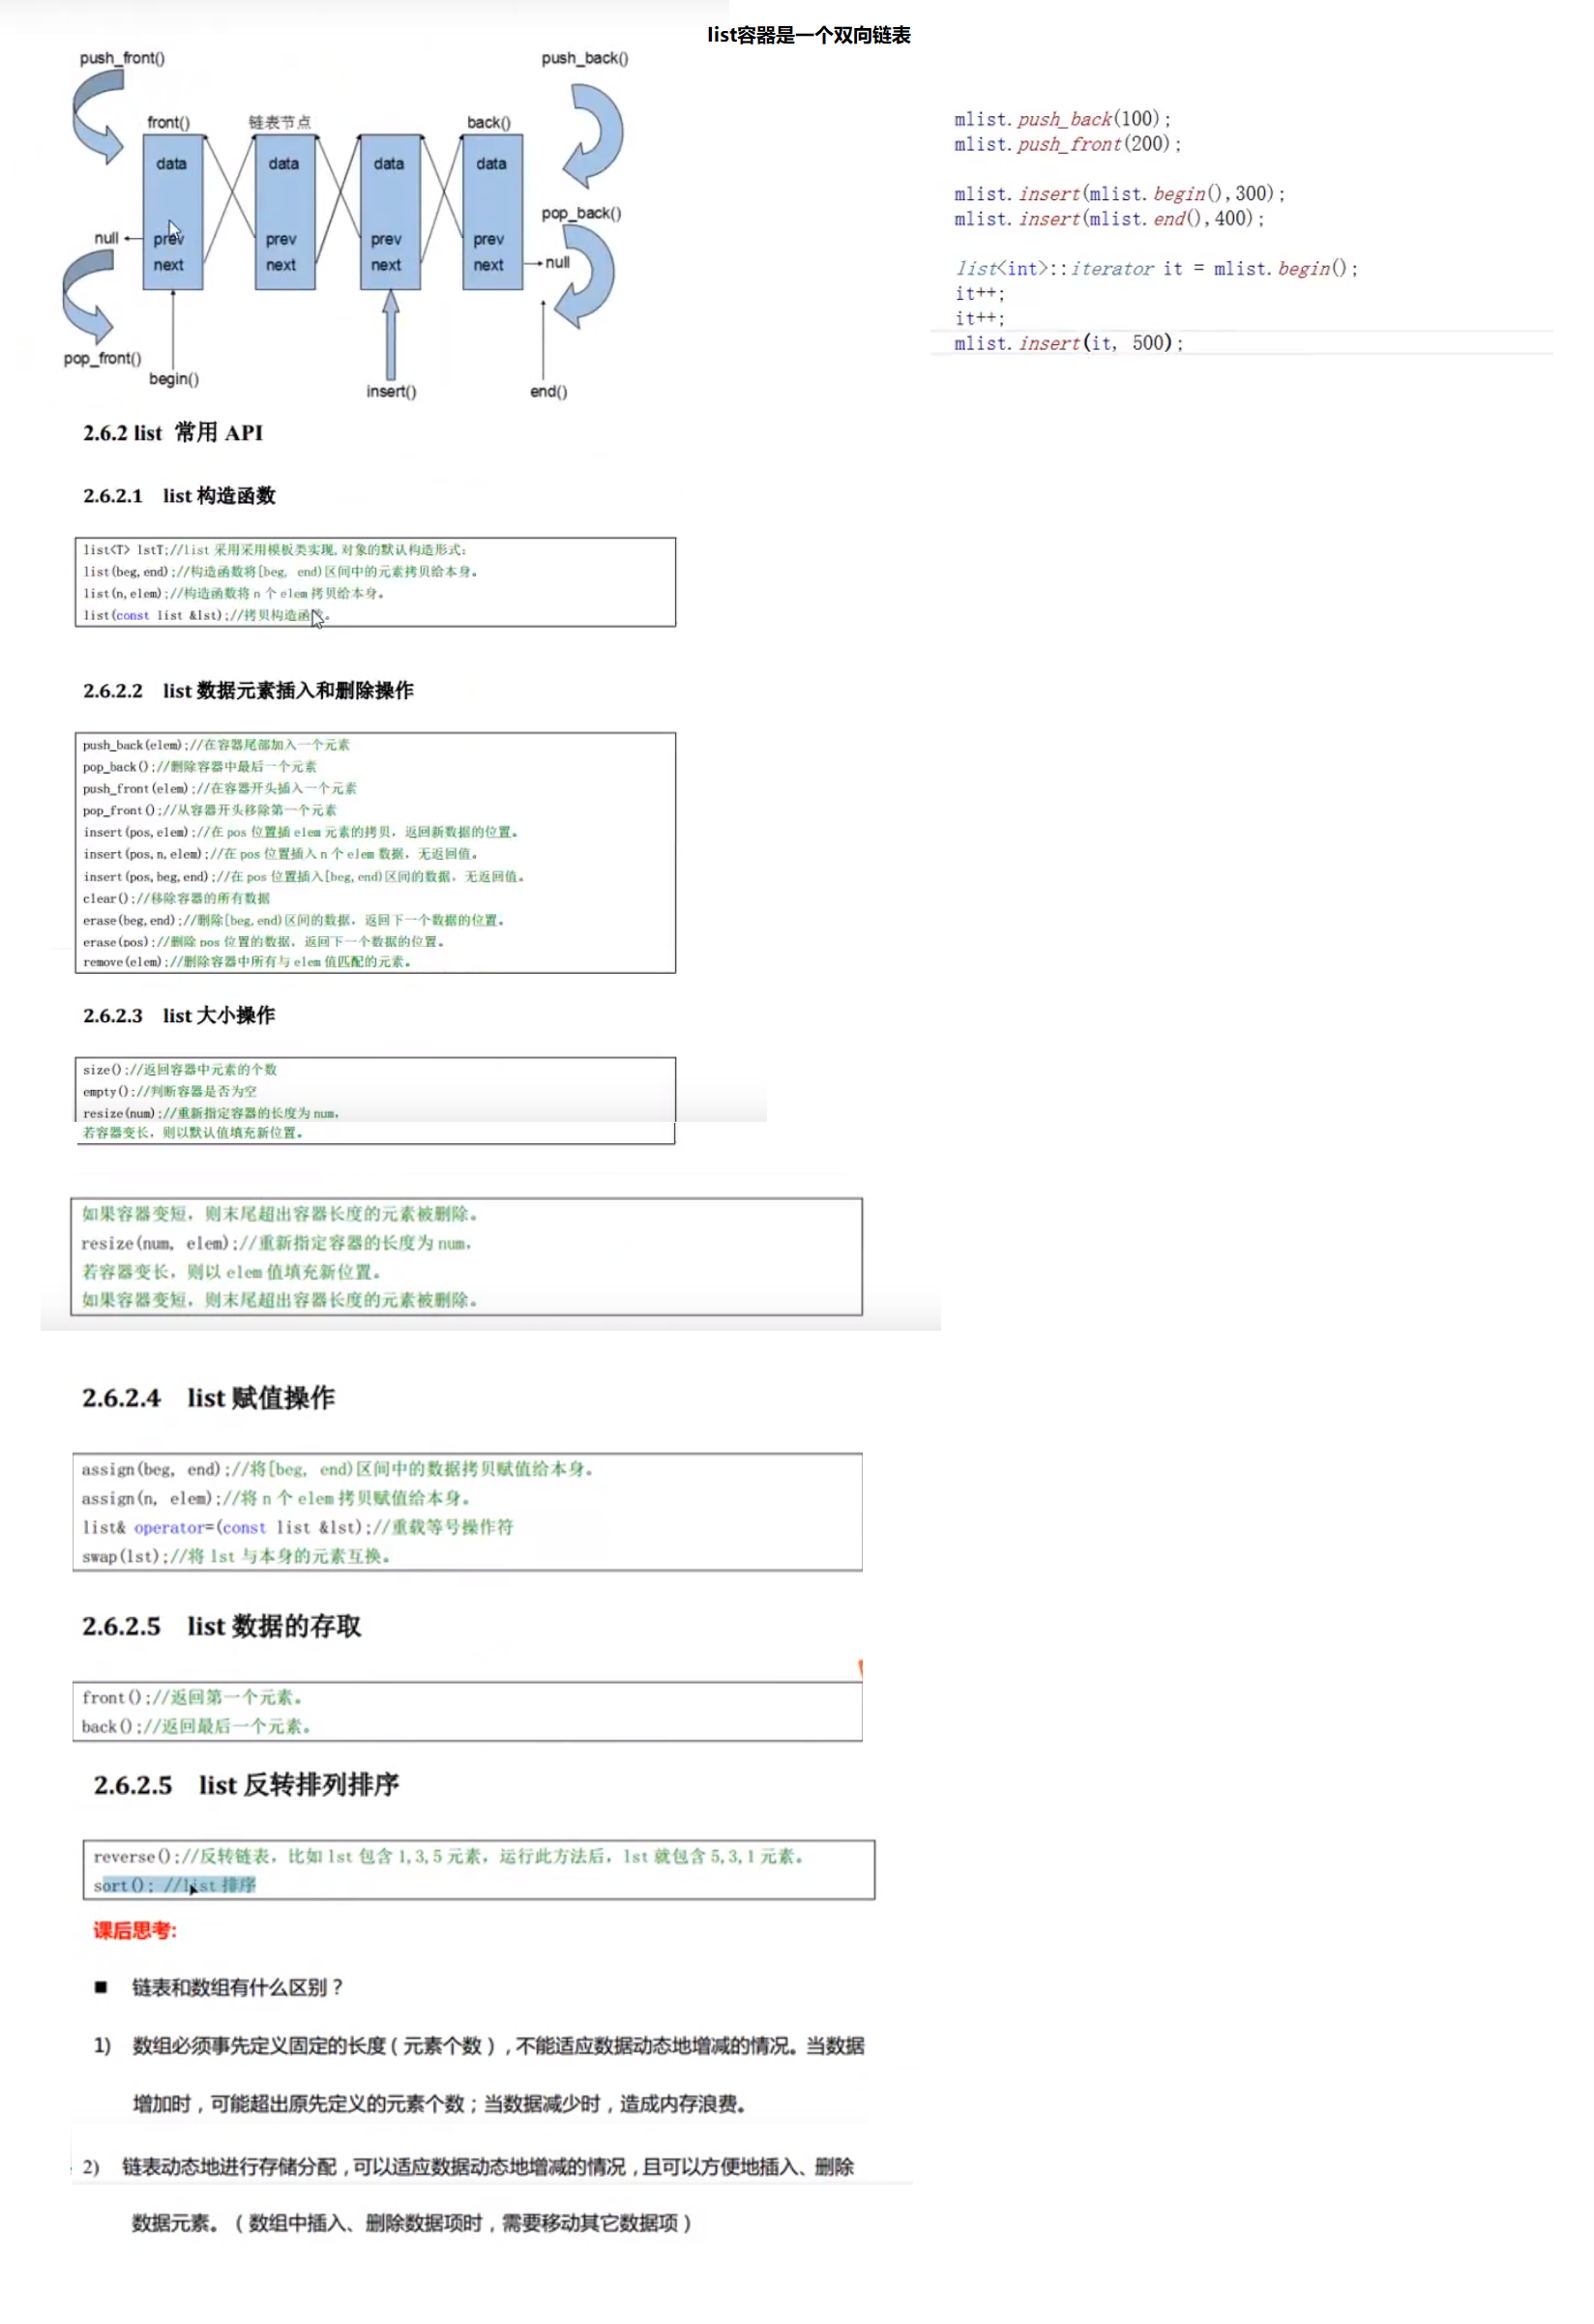 list容器是一个双向链表
push_front()
push_back()
front()
链表节点
back()
data
data
data
data
pop_back()
null
prev
prev
prev
prev
next
next
next
next
null
pop_front()
begin()
insert()
end()
mlist.push_back(100);
mlist.push_front(200);
mlist.insert(mlist.begin(),300);
mlist.insert(mlist.end(),400);
list<int>::iterator it = mlist.begin();
it++;
it++;
mlist.insert(it, 500);
2.6.2 list 常用 API
2.6.2.1 list 构造函数
list<T> lstT;//list 采用采用模板类实现,对象的默认构造形式:
list(beg,end);//构造函数将[beg, end)区间中的元素拷贝给本身。
list(n,elem);//构造函数将 n 个 elem 拷贝给本身。
list(const list &lst);//拷贝构造函数。
2.6.2.2 list 数据元素插入和删除操作
push_back(elem);//在容器尾部加入一个元素
pop_back();//删除容器中最后一个元素
push_front(elem);//在容器开头插入一个元素
pop_front();//从容器开头移除第一个元素
insert(pos,elem);//在 pos 位置插 elem 元素的拷贝，返回新数据的位置。
insert(pos,n,elem);//在 pos 位置插入 n 个 elem 数据，无返回值。
insert(pos,beg,end);//在 pos 位置插入[beg,end)区间的数据，无返回值。
clear();//移除容器的所有数据
erase(beg,end);//删除[beg,end)区间的数据，返回下一个数据的位置。
erase(pos);//删除 pos 位置的数据，返回下一个数据的位置。
remove(elem);//删除容器中所有与 elem 值匹配的元素。
2.6.2.3 list 大小操作
size();//返回容器中元素的个数
empty();//判断容器是否为空
resize(num);//重新指定容器的长度为 num，
若容器变长，则以默认值填充新位置。
如果容器变短，则末尾超出容器长度的元素被删除。
resize(num, elem);//重新指定容器的长度为 num，
若容器变长，则以 elem 值填充新位置。
如果容器变短，则末尾超出容器长度的元素被删除。
2.6.2.4 list 赋值操作
assign(beg, end);//将[beg, end)区间中的数据拷贝赋值给本身。
assign(n, elem);//将 n 个 elem 拷贝赋值给本身。
list& operator=(const list &lst);//重载等号操作符
swap(lst);//将 lst 与本身的元素互换。
2.6.2.5 list 数据的存取
front();//返回第一个元素。
back();//返回最后一个元素。
2.6.2.5 list 反转排列排序
reverse();//反转链表，比如 lst 包含 1,3,5 元素，运行此方法后，lst 就包含 5,3,1 元素。
sort(); //list 排序
课后思考:
■ 链表和数组有什么区别？
1) 数组必须事先定义固定的长度（元素个数），不能适应数据动态地增减的情况。当数据
增加时，可能超出原先定义的元素个数；当数据减少时，造成内存浪费。
2) 链表动态地进行存储分配，可以适应数据动态地增减的情况，且可以方便地插入、删除
数据元素。（数组中插入、删除数据项时，需要移动其它数据项）